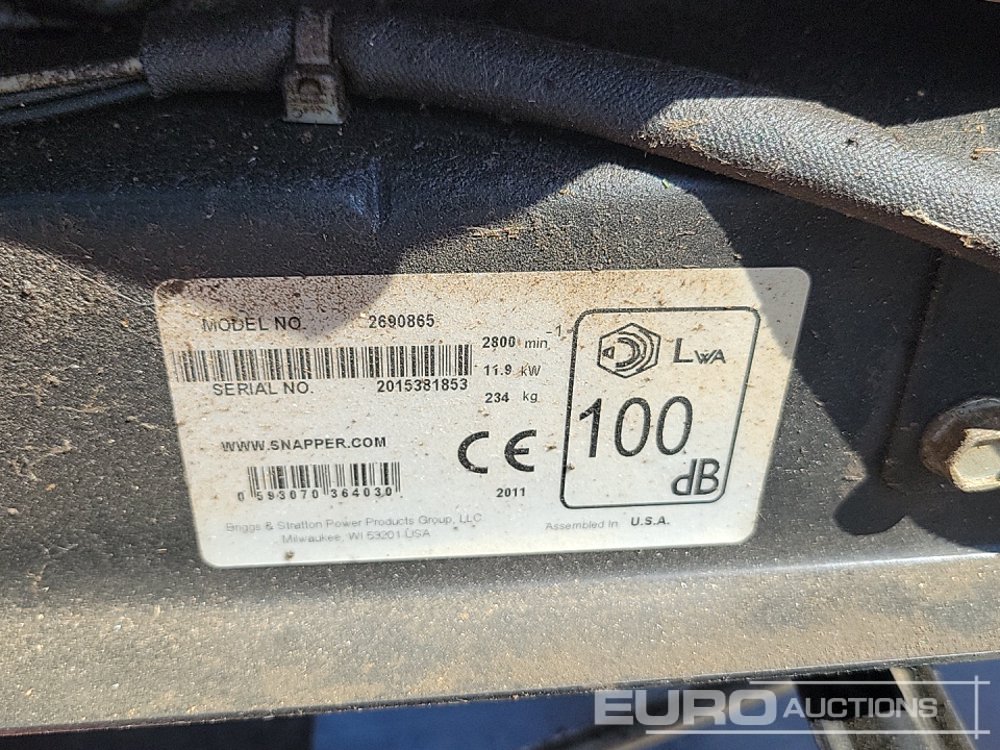 MODEL NO. 2690865
2800 min -1
11.9 kW
SERIAL NO. 2015381853
234 kg
WWW.SNAPPER.COM
0 593070 364030
CE
2011
LWA
100
dB
Briggs & Stratton Power Products Group, LLC
Milwaukee, WI 53201 USA
Assembled in U.S.A.
EURO AUCTIONS